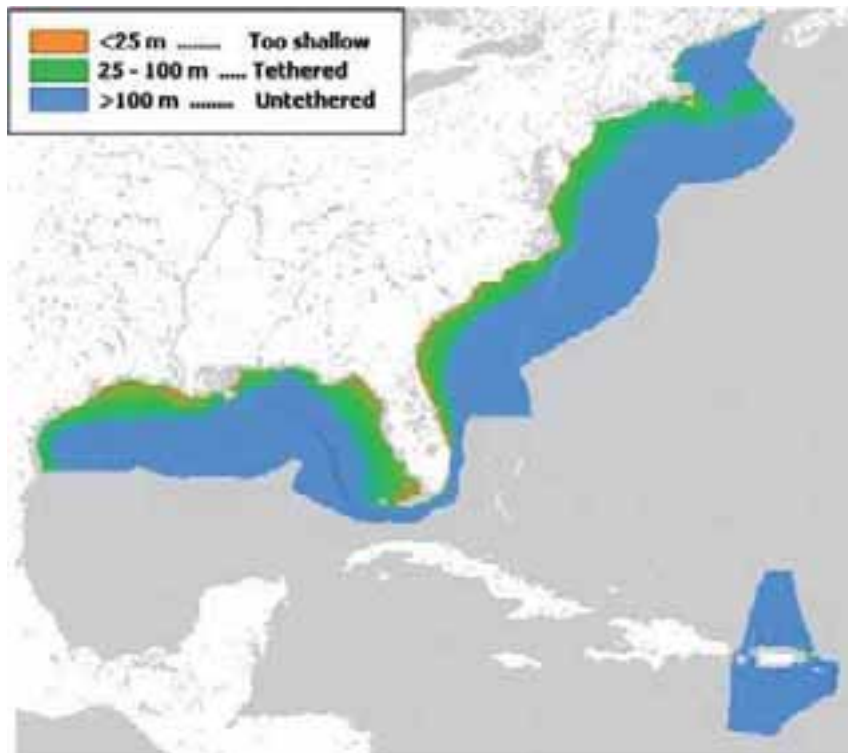 <25 m ........ Too shallow
25 - 100 m ..... Tethered
>100 m ........ Untethered